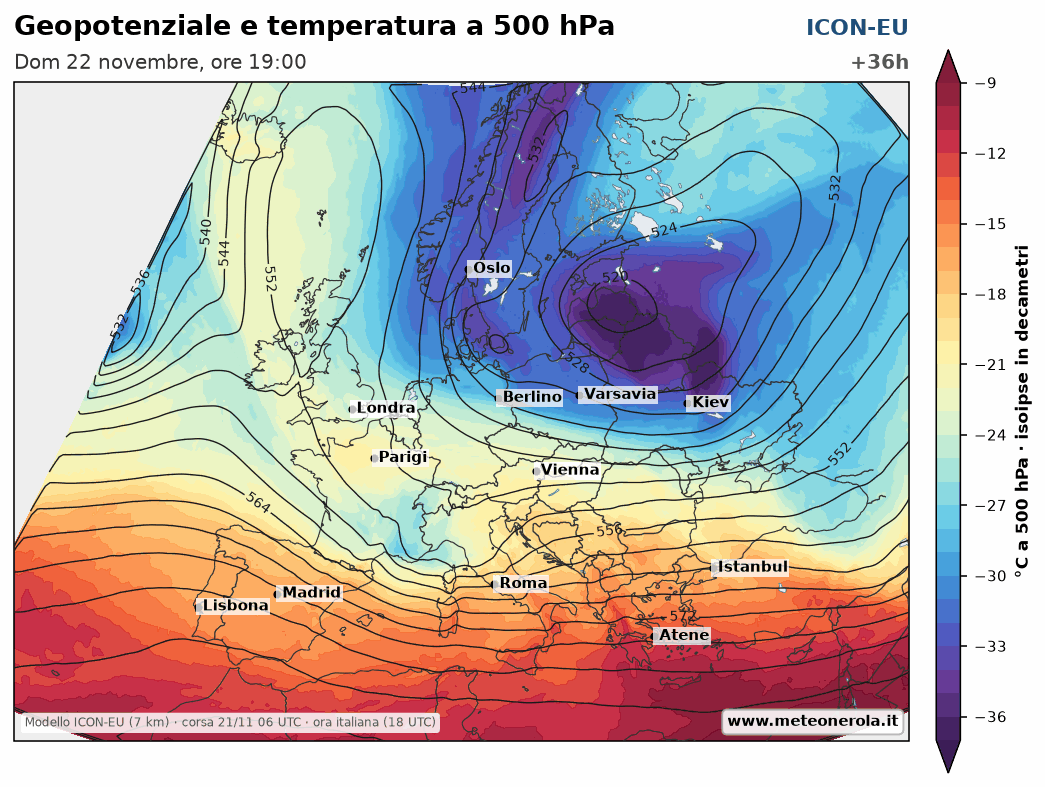 Geopotenziale e temperatura a 500 hPa
ICON-EU
Dom 22 novembre, ore 19:00
+36h
544
532
540
544
552
536
532
532
524
520
528
Oslo
Londra
Berlino
Varsavia
Kiev
Parigi
Vienna
552
564
556
Roma
Istanbul
Madrid
Lisbona
Atene
Modello ICON-EU (7 km) · corsa 21/11 06 UTC · ora italiana (18 UTC)
www.meteonerola.it
−9
−12
−15
−18
−21
−24
−27
−30
−33
−36
°C a 500 hPa · isoipse in decametri